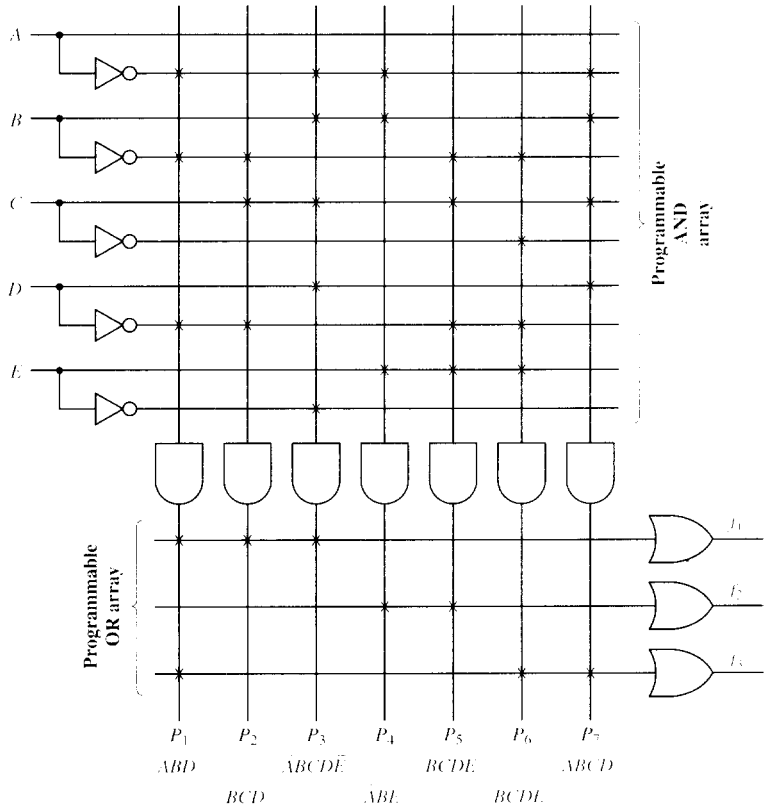 A
B
C
D
E
Programmable
AND
array
Programmable
OR array
f₁
f₂
f₃
P₁ P₂ P₃ P₄ P₅ P₆ P₇
ABD ABCDE̅ BCDE ABCD
BCD ABE BCDE